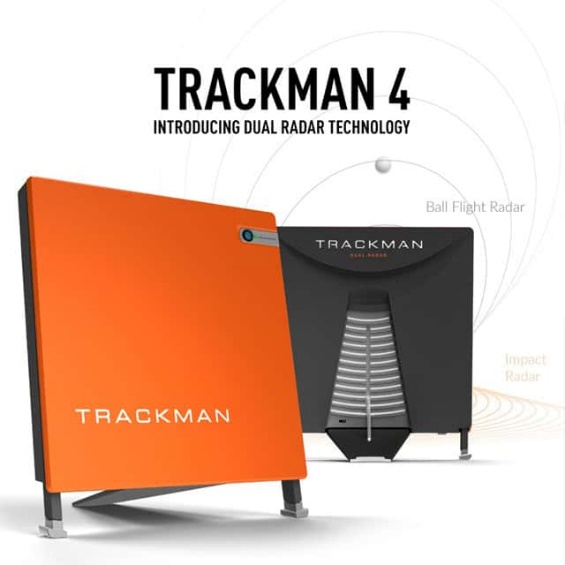 TRACKMAN 4
INTRODUCING DUAL RADAR TECHNOLOGY
Ball Flight Radar
TRACKMAN
DUAL RADAR
Impact
Radar
TRACKMAN